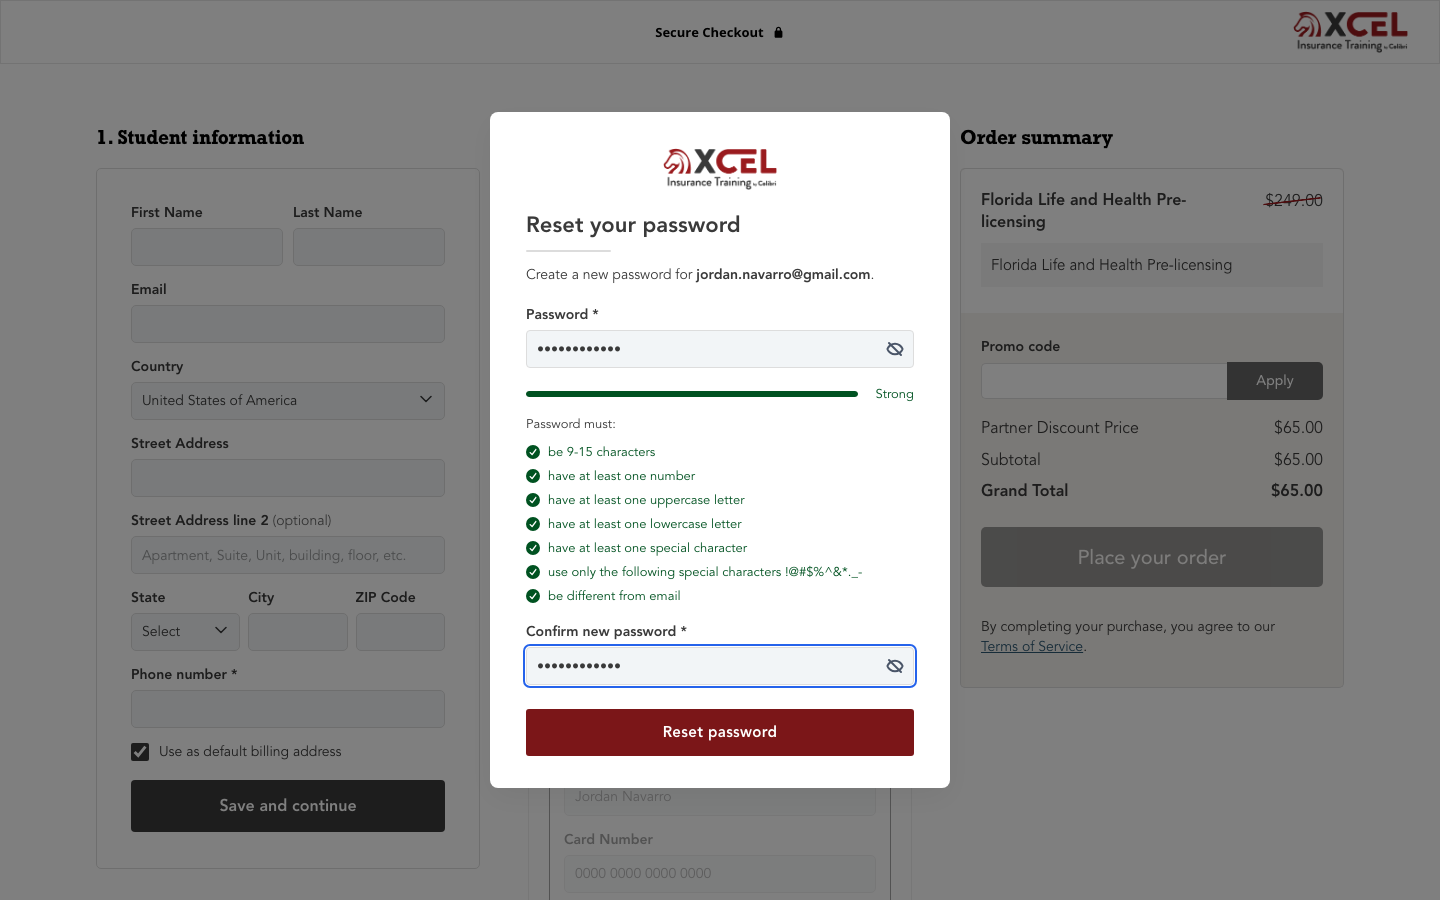 Secure Checkout
XCEL
Insurance Training by Calibri
1. Student information
First Name
Last Name
Email
Country
United States of America
Street Address
Street Address line 2 (optional)
Apartment, Suite, Unit, building, floor, etc.
State
City
ZIP Code
Select
Phone number *
Use as default billing address
Save and continue
XCEL
Insurance Training by Calibri
Reset your password
Create a new password for jordan.navarro@gmail.com.
Password *
••••••••••••
Strong
Password must:
be 9-15 characters
have at least one number
have at least one uppercase letter
have at least one lowercase letter
have at least one special character
use only the following special characters !@#$%^&*._-
be different from email
Confirm new password *
••••••••••••
Reset password
Jordan Navarro
Card Number
0000 0000 0000 0000
Order summary
Florida Life and Health Pre-
licensing
$249.00
Florida Life and Health Pre-licensing
Promo code
Apply
Partner Discount Price $65.00
Subtotal $65.00
Grand Total $65.00
Place your order
By completing your purchase, you agree to our
Terms of Service.